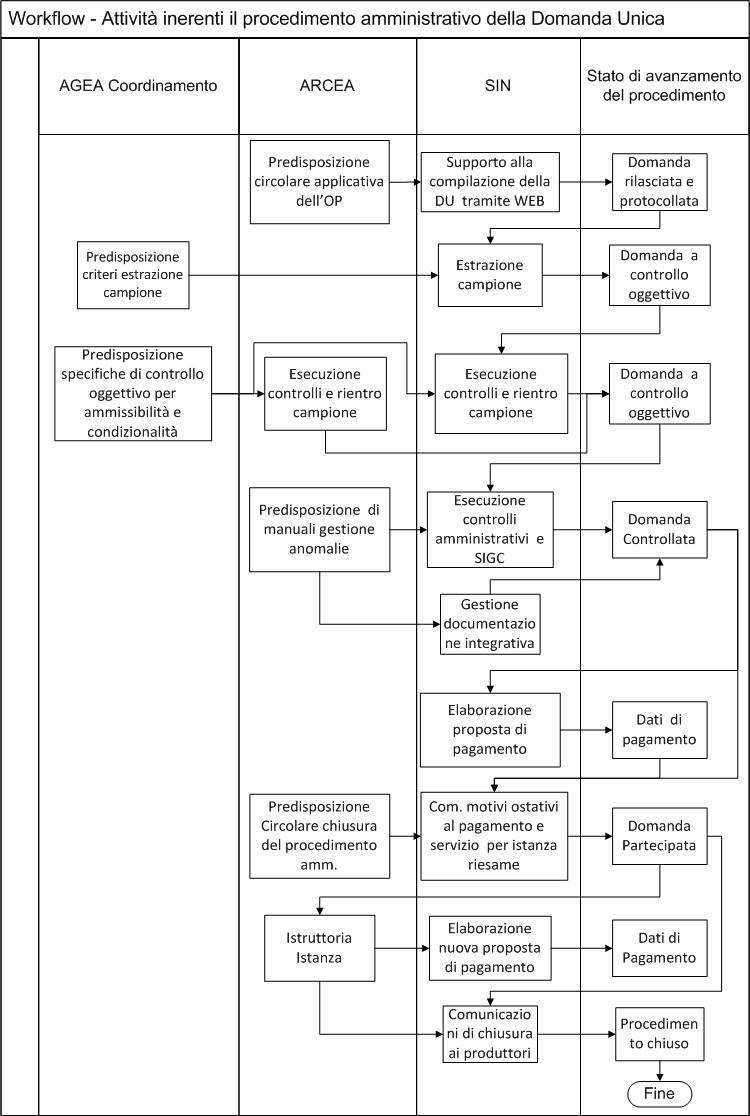 Workflow - Attività inerenti il procedimento amministrativo della Domanda Unica
AGEA Coordinamento
ARCEA
SIN
Stato di avanzamento
del procedimento
Predisposizione
circolare applicativa
dell'OP
Supporto alla
compilazione della
DU tramite WEB
Domanda
rilasciata e
protocollata
Predisposizione
criteri estrazione
campione
Estrazione
campione
Domanda a
controllo
oggettivo
Predisposizione
specifiche di controllo
oggettivo per
ammissibilità e
condizionalità
Esecuzione
controlli e rientro
campione
Esecuzione
controlli e rientro
campione
Domanda a
controllo
oggettivo
Predisposizione di
manuali gestione
anomalie
Esecuzione
controlli
amministrativi e
SIGC
Domanda
Controllata
Gestione
documentazio
ne integrativa
Elaborazione
proposta di
pagamento
Dati di
pagamento
Predisposizione
Circolare chiusura
del procedimento
amm.
Com. motivi ostativi
al pagamento e
servizio per istanza
riesame
Domanda
Partecipata
Istruttoria
Istanza
Elaborazione
nuova proposta
di pagamento
Dati di
Pagamento
Comunicazio
ni di chiusura
ai produttori
Procedimen
to chiuso
Fine